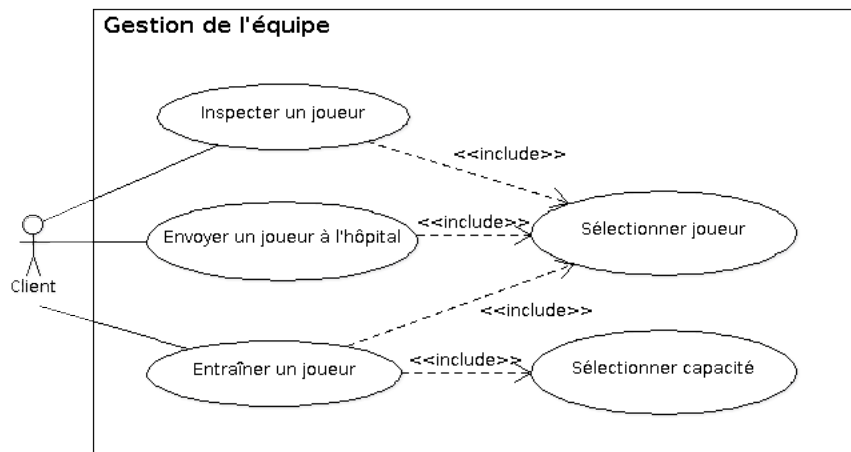 Gestion de l'équipe
Inspecter un joueur
<<include>>
Envoyer un joueur à l'hôpital
<<include>>
Sélectionner joueur
Client
<<include>>
Entraîner un joueur
<<include>>
Sélectionner capacité